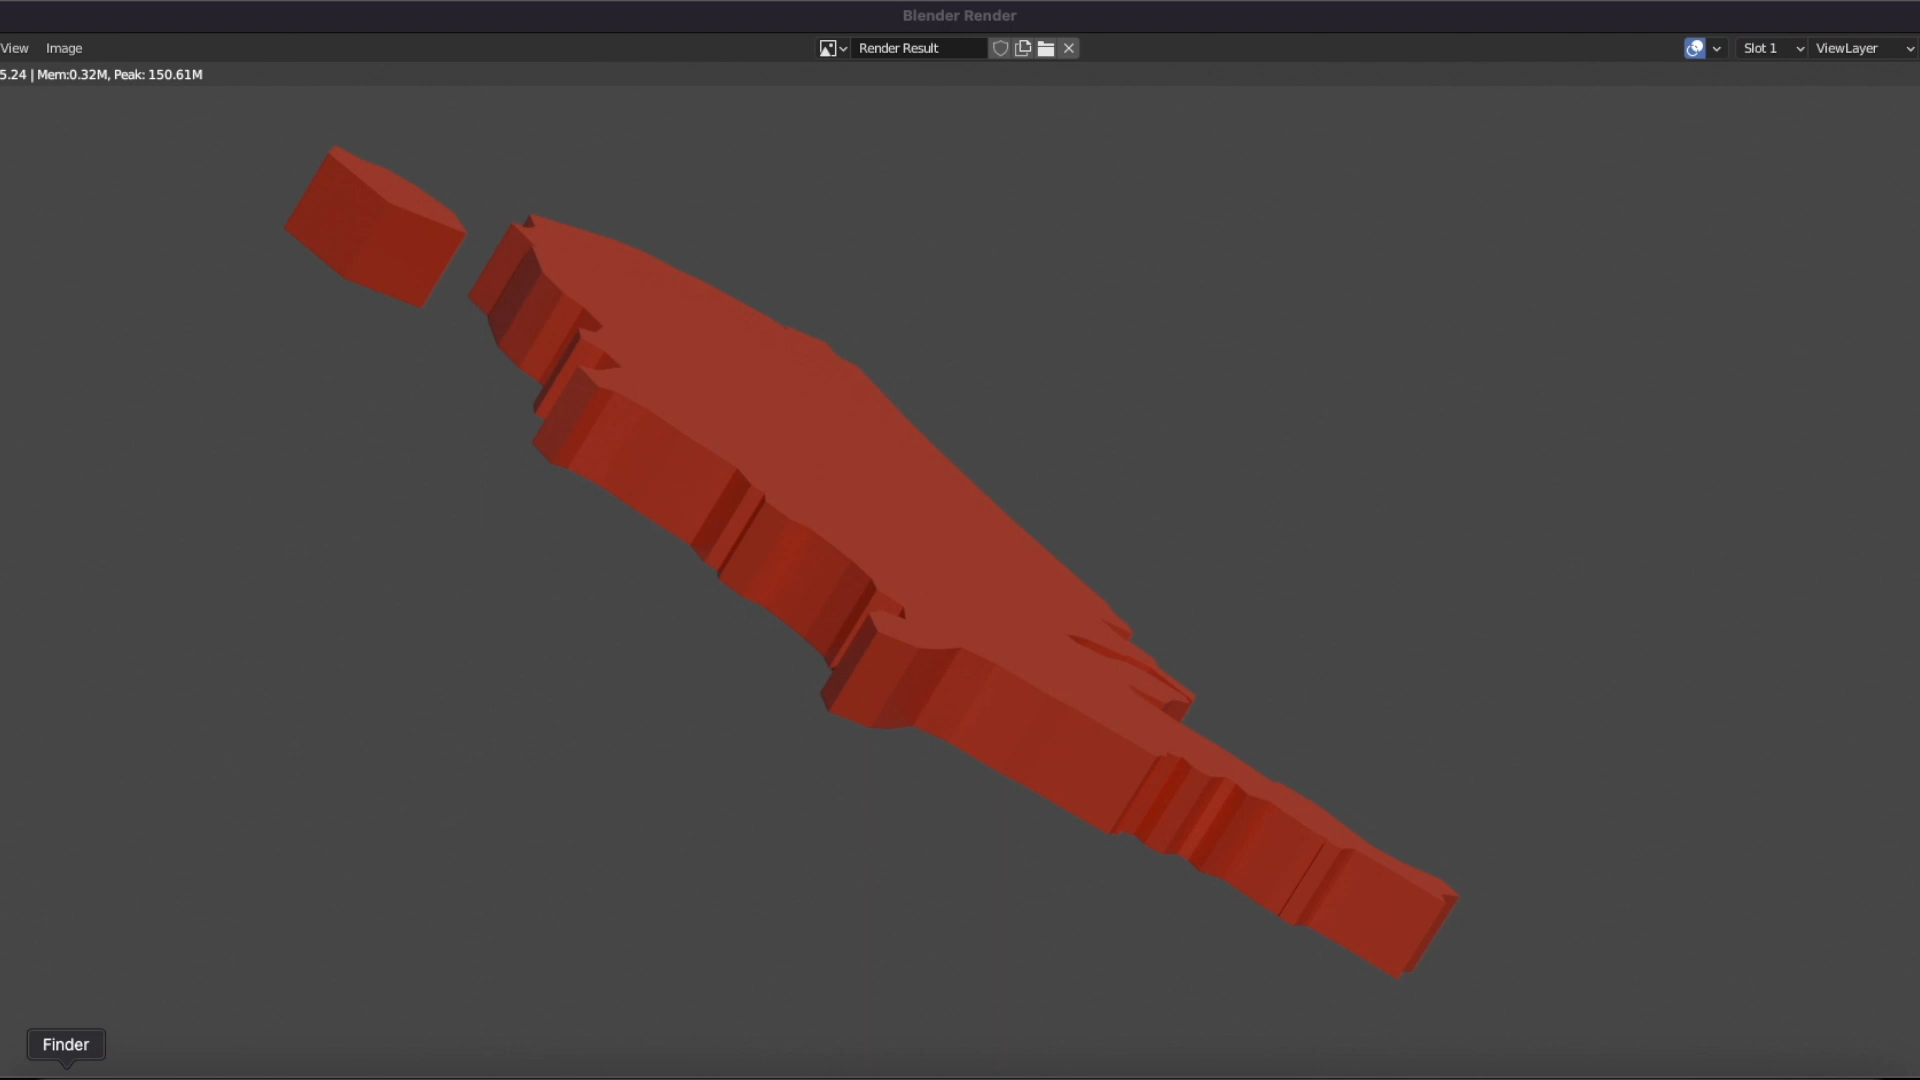 Blender Render
View Image Render Result Slot 1 ViewLayer
5.24 | Mem:0.32M, Peak: 150.61M
Finder